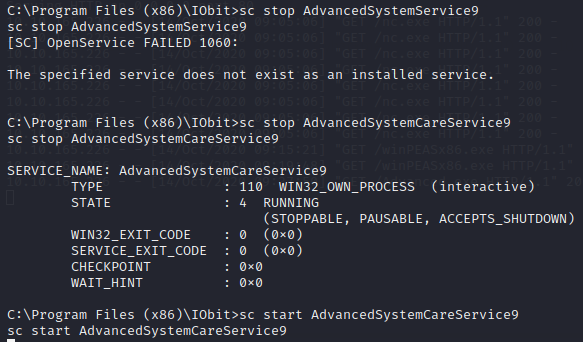 C:\Program Files (x86)\IObit>sc stop AdvancedSystemService9
sc stop AdvancedSystemService9
[SC] OpenService FAILED 1060:
The specified service does not exist as an installed service.
C:\Program Files (x86)\IObit>sc stop AdvancedSystemCareService9
sc stop AdvancedSystemCareService9
SERVICE_NAME: AdvancedSystemCareService9
TYPE : 110 WIN32_OWN_PROCESS (interactive)
STATE : 4 RUNNING
(STOPPABLE, PAUSABLE, ACCEPTS_SHUTDOWN)
WIN32_EXIT_CODE : 0 (0×0)
SERVICE_EXIT_CODE : 0 (0×0)
CHECKPOINT : 0×0
WAIT_HINT : 0×0
C:\Program Files (x86)\IObit>sc start AdvancedSystemCareService9
sc start AdvancedSystemCareService9